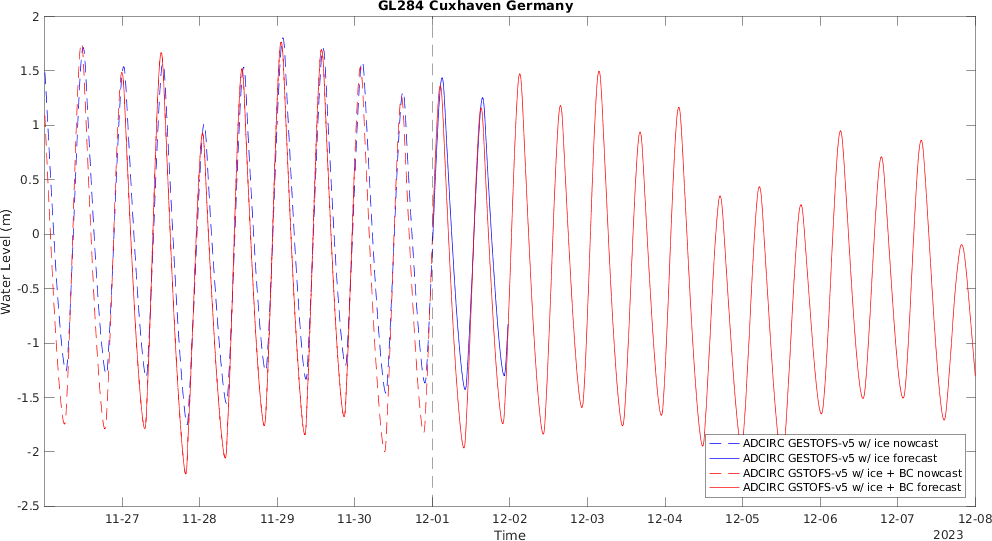 GL284 Cuxhaven Germany
2
1.5
1
0.5
0
-0.5
-1
-1.5
-2
-2.5
Water Level (m)
ADCIRC GESTOFS-v5 w/ ice nowcast
ADCIRC GESTOFS-v5 w/ ice forecast
ADCIRC GSTOFS-v5 w/ ice + BC nowcast
ADCIRC GSTOFS-v5 w/ ice + BC forecast
11-27 11-28 11-29 11-30 12-01 12-02 12-03 12-04 12-05 12-06 12-07 12-08
Time
2023